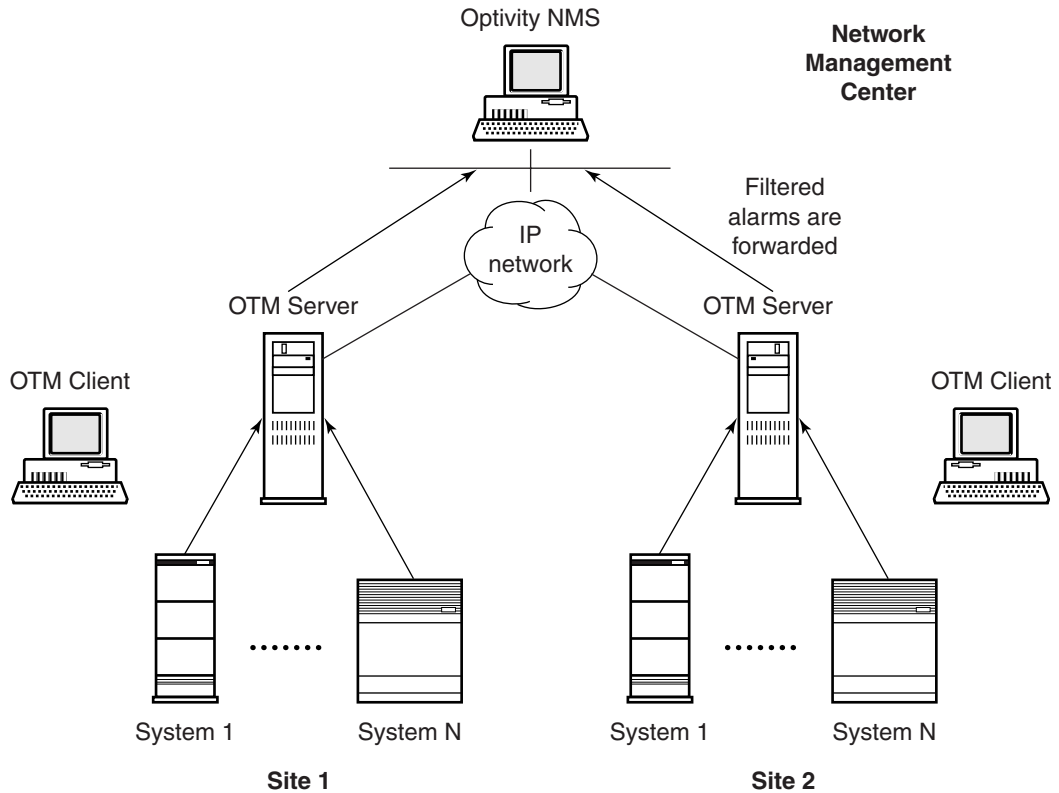 Optivity NMS
Network
Management
Center
Filtered
alarms are
forwarded
IP
network
OTM Server
OTM Server
OTM Client
OTM Client
System 1
System N
System 1
System N
Site 1
Site 2